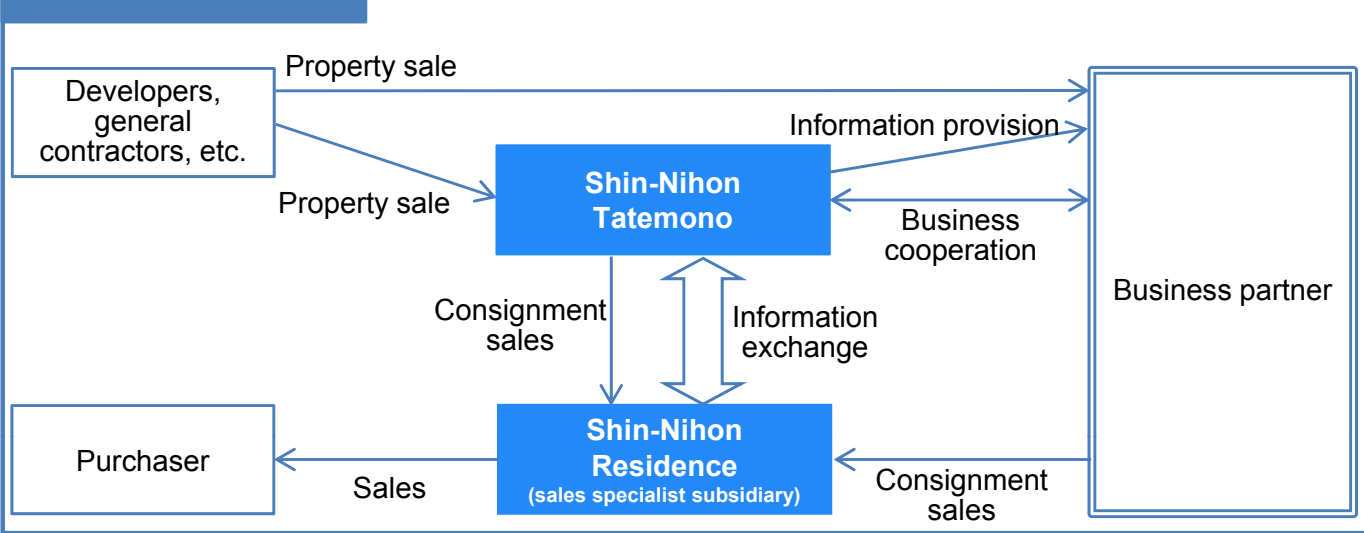 Property sale
Developers,
general
contractors, etc.
Information provision
Property sale
Shin-Nihon
Tatemono
Business
cooperation
Business partner
Consignment
sales
Information
exchange
Purchaser
Sales
Shin-Nihon
Residence
(sales specialist subsidiary)
Consignment
sales